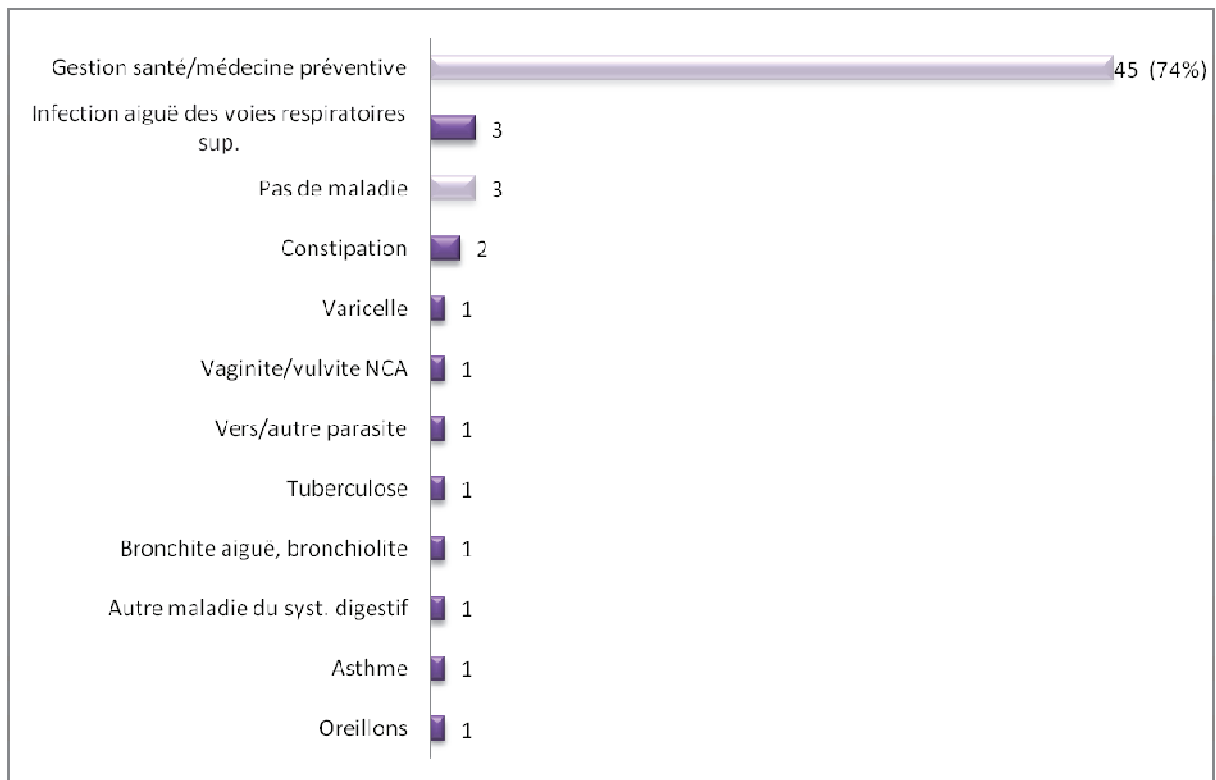 Gestion santé/médecine préventive 45 (74%)
Infection aiguë des voies respiratoires
sup. 3
Pas de maladie 3
Constipation 2
Varicelle 1
Vaginite/vulvite NCA 1
Vers/autre parasite 1
Tuberculose 1
Bronchite aiguë, bronchiolite 1
Autre maladie du syst. digestif 1
Asthme 1
Oreillons 1